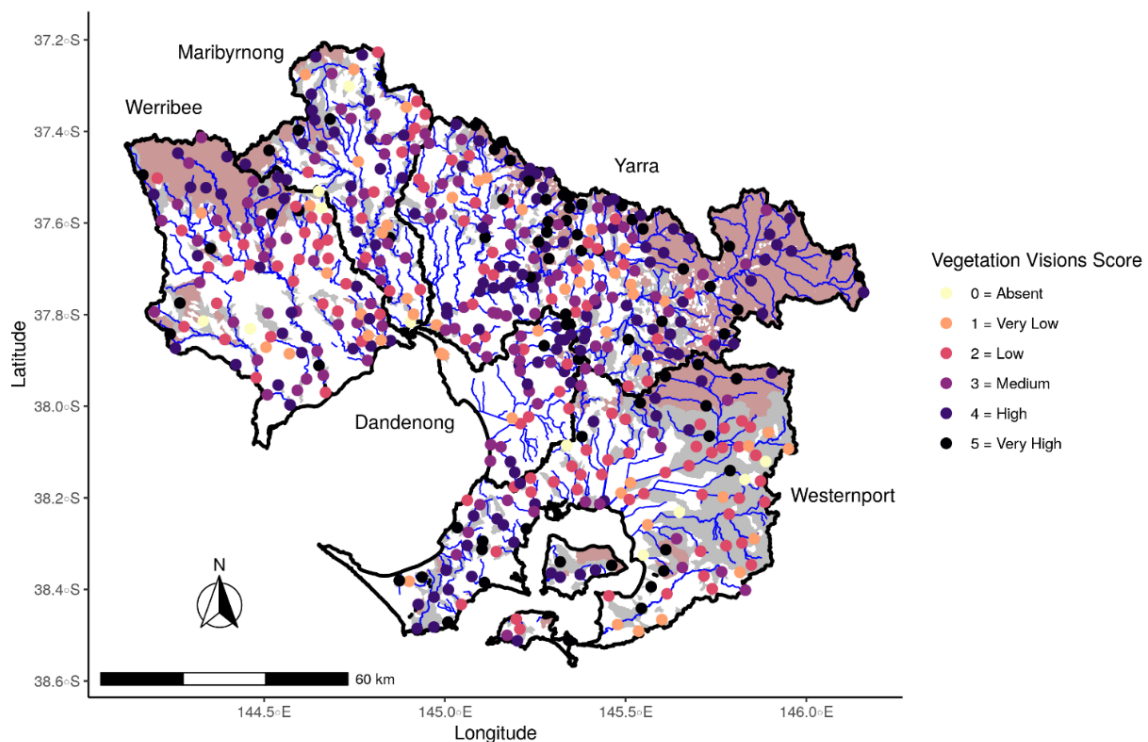 37.2°S
37.4°S
37.6°S
37.8°S
38.0°S
38.2°S
38.4°S
38.6°S
Latitude
Maribyrnong
Werribee
Yarra
Dandenong
Westernport
N
60 km
144.5°E
145.0°E
145.5°E
146.0°E
Longitude
Vegetation Visions Score
0 = Absent
1 = Very Low
2 = Low
3 = Medium
4 = High
5 = Very High